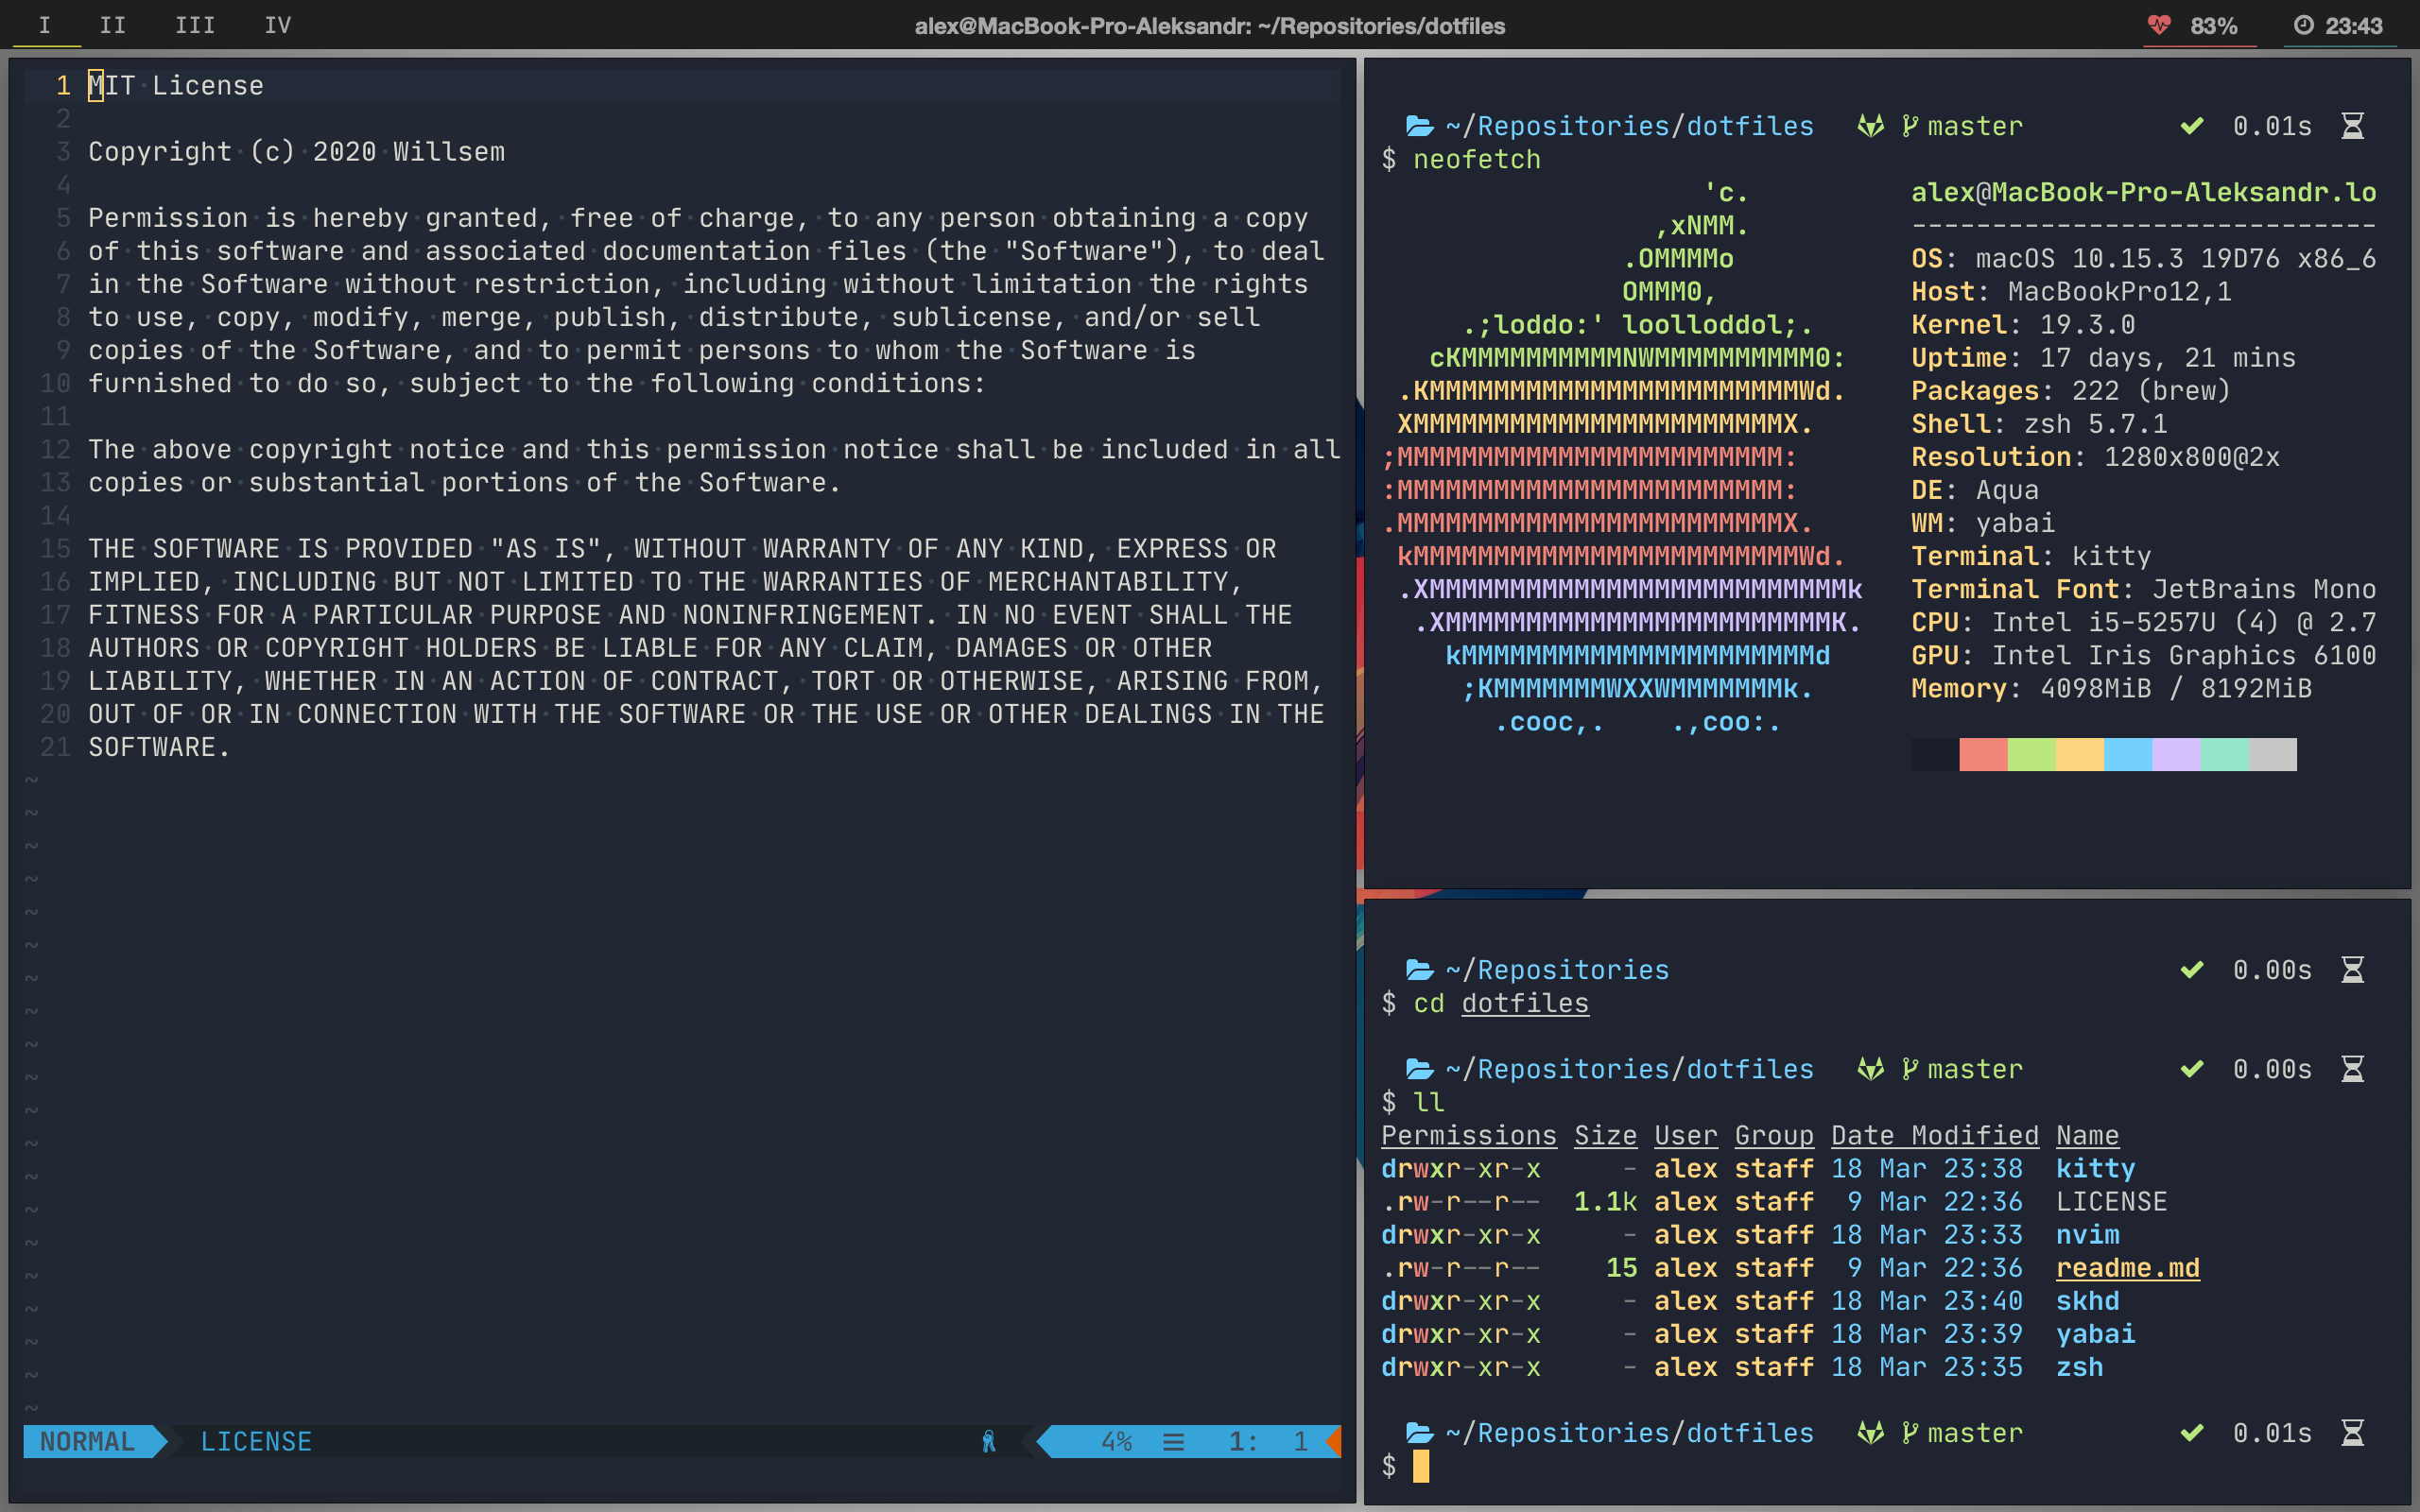 I II III IV
alex@MacBook-Pro-Aleksandr: ~/Repositories/dotfiles
83% 23:43
1 MIT License
2
3 Copyright (c) 2020 Willsem
4
5 Permission is hereby granted, free of charge, to any person obtaining a copy
6 of this software and associated documentation files (the "Software"), to deal
7 in the Software without restriction, including without limitation the rights
8 to use, copy, modify, merge, publish, distribute, sublicense, and/or sell
9 copies of the Software, and to permit persons to whom the Software is
10 furnished to do so, subject to the following conditions:
11
12 The above copyright notice and this permission notice shall be included in all
13 copies or substantial portions of the Software.
14
15 THE SOFTWARE IS PROVIDED "AS IS", WITHOUT WARRANTY OF ANY KIND, EXPRESS OR
16 IMPLIED, INCLUDING BUT NOT LIMITED TO THE WARRANTIES OF MERCHANTABILITY,
17 FITNESS FOR A PARTICULAR PURPOSE AND NONINFRINGEMENT. IN NO EVENT SHALL THE
18 AUTHORS OR COPYRIGHT HOLDERS BE LIABLE FOR ANY CLAIM, DAMAGES OR OTHER
19 LIABILITY, WHETHER IN AN ACTION OF CONTRACT, TORT OR OTHERWISE, ARISING FROM,
20 OUT OF OR IN CONNECTION WITH THE SOFTWARE OR THE USE OR OTHER DEALINGS IN THE
21 SOFTWARE.
NORMAL LICENSE 4% 1: 1
~/Repositories/dotfiles master 0.01s
$ neofetch
'c.
,xNMM.
.OMMMMo
OMMM0,
.;loddo:' loolloddol;.
cKMMMMMMMMMMNWMMMMMMMMMM0:
.KMMMMMMMMMMMMMMMMMMMMMMMWd.
XMMMMMMMMMMMMMMMMMMMMMMMX.
;MMMMMMMMMMMMMMMMMMMMMMMM:
:MMMMMMMMMMMMMMMMMMMMMMMM:
.MMMMMMMMMMMMMMMMMMMMMMMMX.
kMMMMMMMMMMMMMMMMMMMMMMMMWd.
.XMMMMMMMMMMMMMMMMMMMMMMMMMMk
.XMMMMMMMMMMMMMMMMMMMMMMMMK.
kMMMMMMMMMMMMMMMMMMMMMMd
;KMMMMMMMWXXWMMMMMMMk.
.cooc,. .,coo:.
alex@MacBook-Pro-Aleksandr.lo
-----------------------------
OS: macOS 10.15.3 19D76 x86_6
Host: MacBookPro12,1
Kernel: 19.3.0
Uptime: 17 days, 21 mins
Packages: 222 (brew)
Shell: zsh 5.7.1
Resolution: 1280x800@2x
DE: Aqua
WM: yabai
Terminal: kitty
Terminal Font: JetBrains Mono
CPU: Intel i5-5257U (4) @ 2.7
GPU: Intel Iris Graphics 6100
Memory: 4098MiB / 8192MiB
~/Repositories 0.00s
$ cd dotfiles
~/Repositories/dotfiles master 0.00s
$ ll
Permissions Size User Group Date Modified Name
drwxr-xr-x - alex staff 18 Mar 23:38 kitty
.rw-r--r-- 1.1k alex staff 9 Mar 22:36 LICENSE
drwxr-xr-x - alex staff 18 Mar 23:33 nvim
.rw-r--r-- 15 alex staff 9 Mar 22:36 readme.md
drwxr-xr-x - alex staff 18 Mar 23:40 skhd
drwxr-xr-x - alex staff 18 Mar 23:39 yabai
drwxr-xr-x - alex staff 18 Mar 23:35 zsh
~/Repositories/dotfiles master 0.01s
$